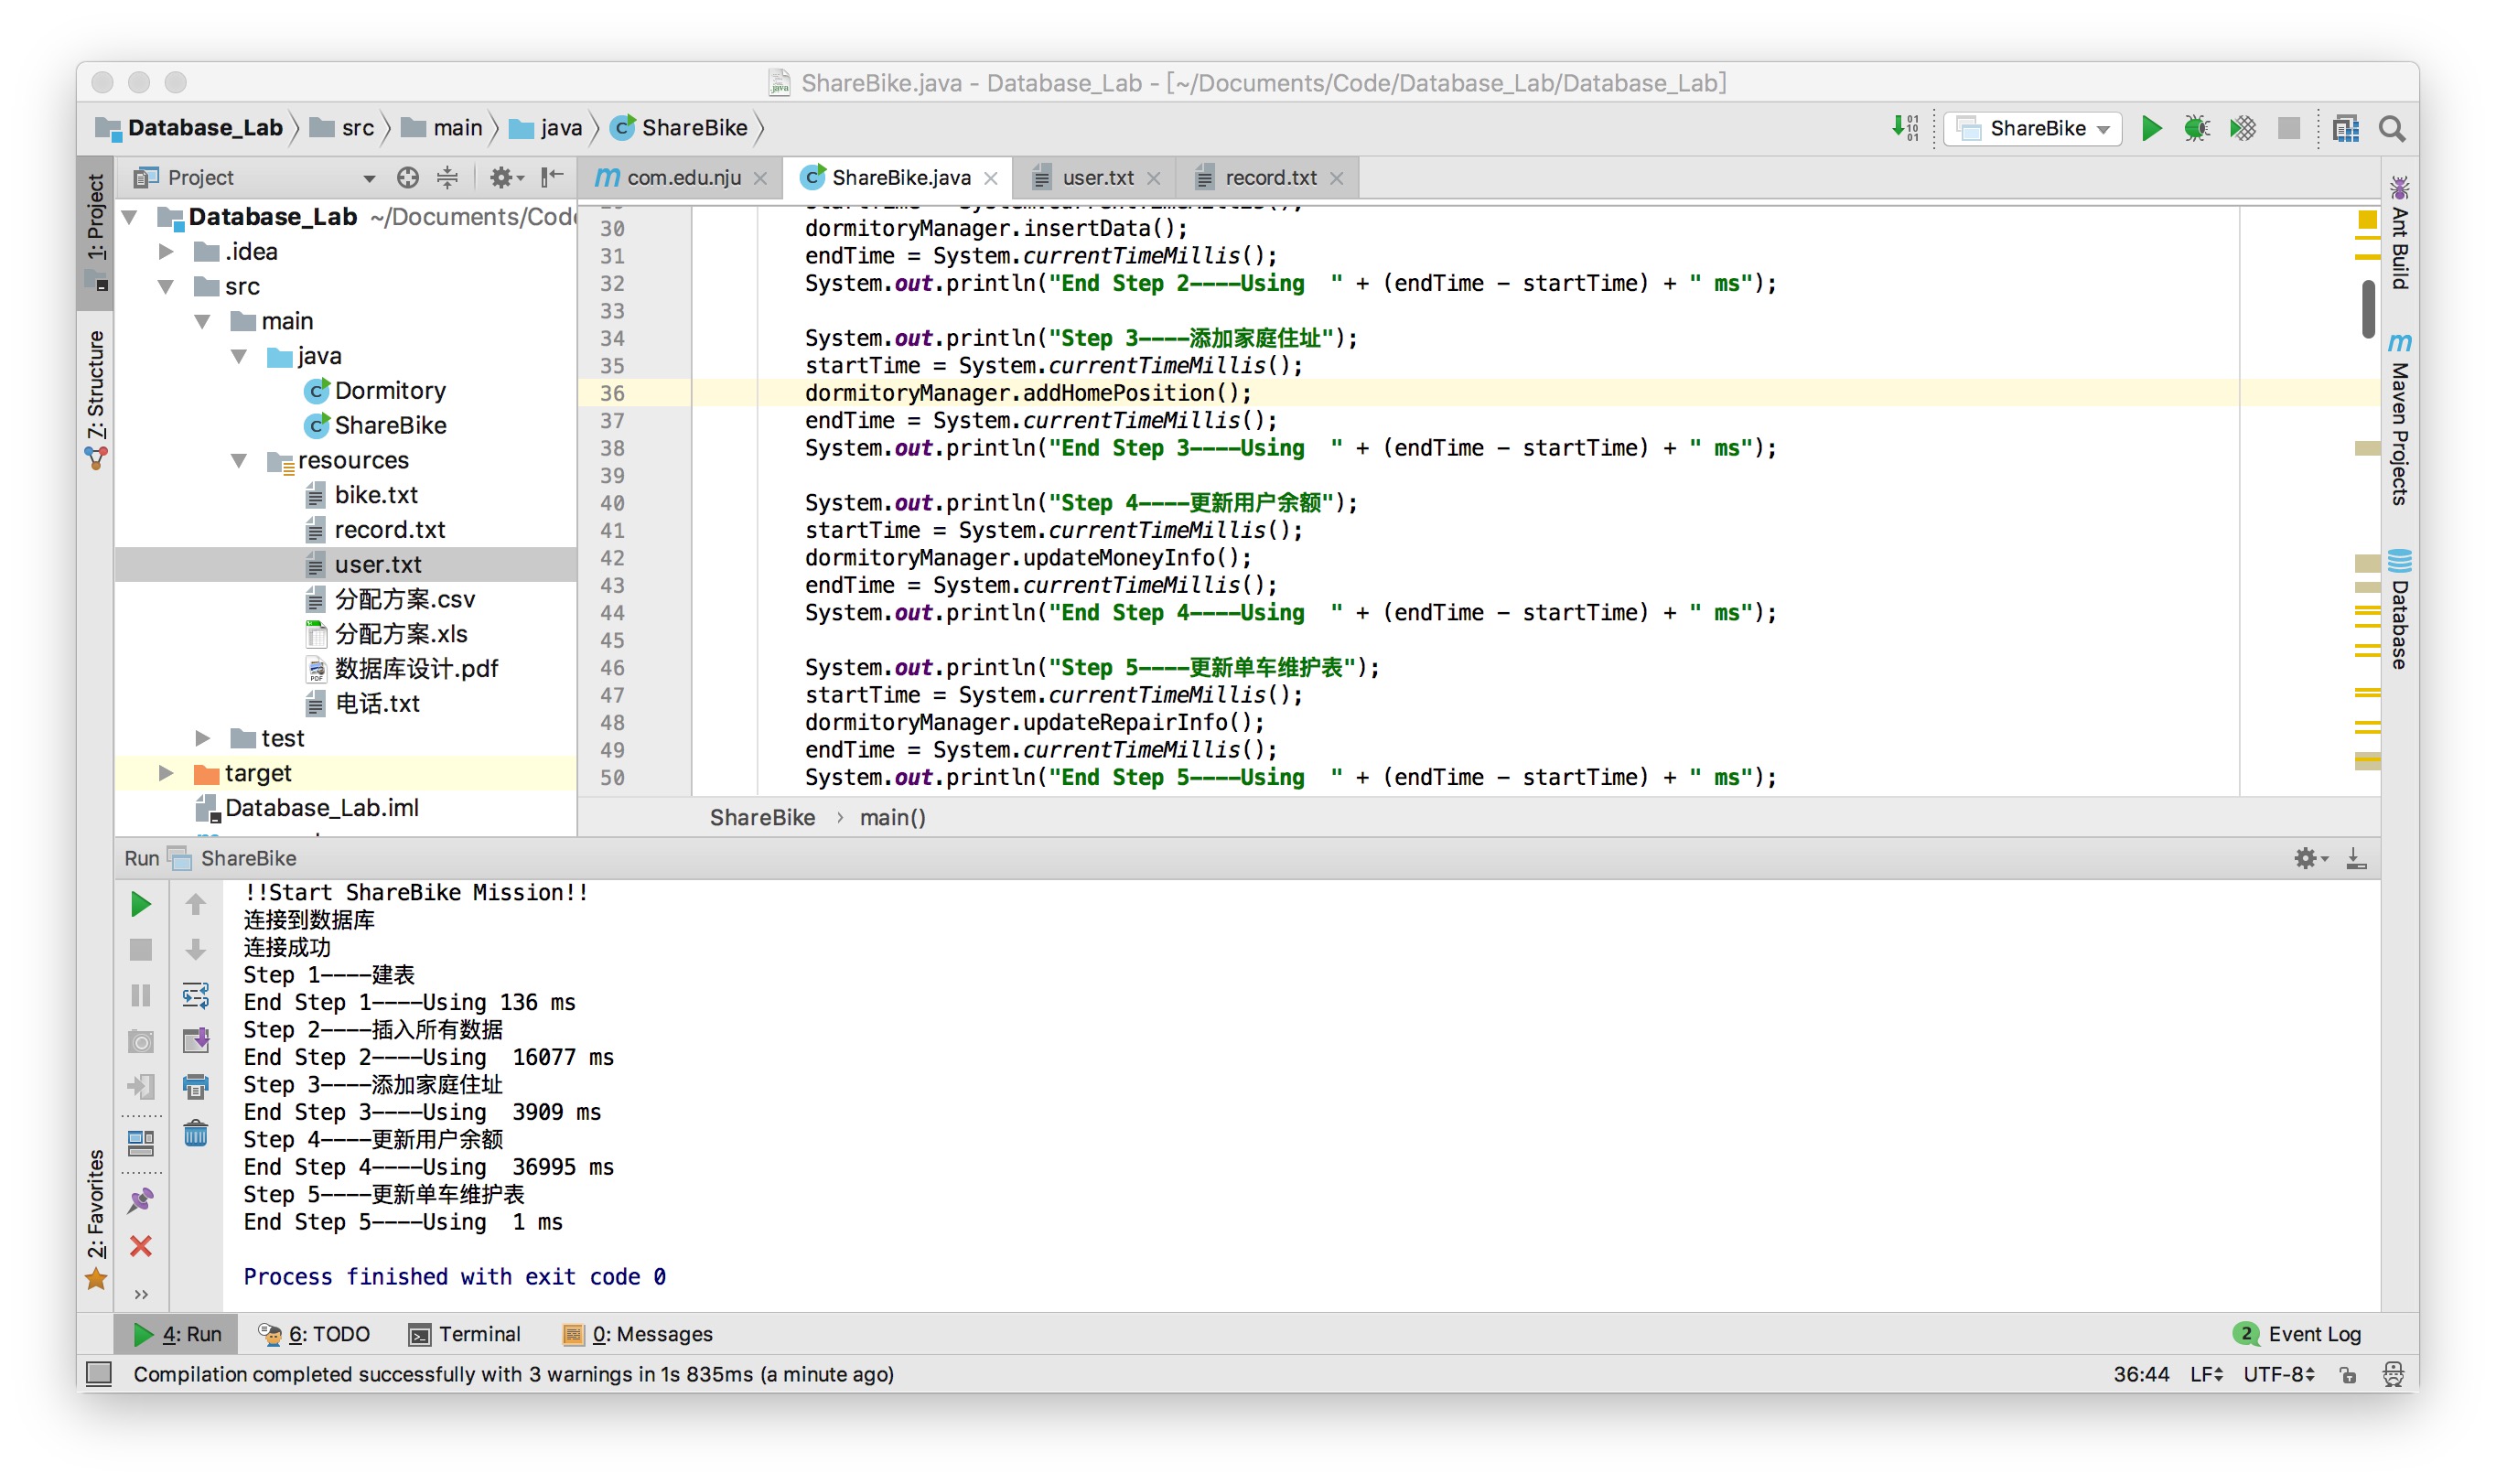 ShareBike.java - Database_Lab - [~/Documents/Code/Database_Lab/Database_Lab]
Database_Lab src main java ShareBike
ShareBike
1: Project
7: Structure
2: Favorites
Project
Database_Lab ~/Documents/Cod
.idea
src
main
java
Dormitory
ShareBike
resources
bike.txt
record.txt
user.txt
分配方案.csv
分配方案.xls
数据库设计.pdf
电话.txt
test
target
Database_Lab.iml
com.edu.nju ShareBike.java user.txt record.txt
30 dormitoryManager.insertData();
31 endTime = System.currentTimeMillis();
32 System.out.println("End Step 2----Using  " + (endTime - startTime) + " ms");
33
34 System.out.println("Step 3----添加家庭住址");
35 startTime = System.currentTimeMillis();
36 dormitoryManager.addHomePosition();
37 endTime = System.currentTimeMillis();
38 System.out.println("End Step 3----Using  " + (endTime - startTime) + " ms");
39
40 System.out.println("Step 4----更新用户余额");
41 startTime = System.currentTimeMillis();
42 dormitoryManager.updateMoneyInfo();
43 endTime = System.currentTimeMillis();
44 System.out.println("End Step 4----Using  " + (endTime - startTime) + " ms");
45
46 System.out.println("Step 5----更新单车维护表");
47 startTime = System.currentTimeMillis();
48 dormitoryManager.updateRepairInfo();
49 endTime = System.currentTimeMillis();
50 System.out.println("End Step 5----Using  " + (endTime - startTime) + " ms");
ShareBike › main()
Ant Build
Maven Projects
Database
Run ShareBike
!!Start ShareBike Mission!!
连接到数据库
连接成功
Step 1----建表
End Step 1----Using 136 ms
Step 2----插入所有数据
End Step 2----Using  16077 ms
Step 3----添加家庭住址
End Step 3----Using  3909 ms
Step 4----更新用户余额
End Step 4----Using  36995 ms
Step 5----更新单车维护表
End Step 5----Using  1 ms
Process finished with exit code 0
4: Run 6: TODO Terminal 0: Messages 2 Event Log
Compilation completed successfully with 3 warnings in 1s 835ms (a minute ago) 36:44 LF UTF-8